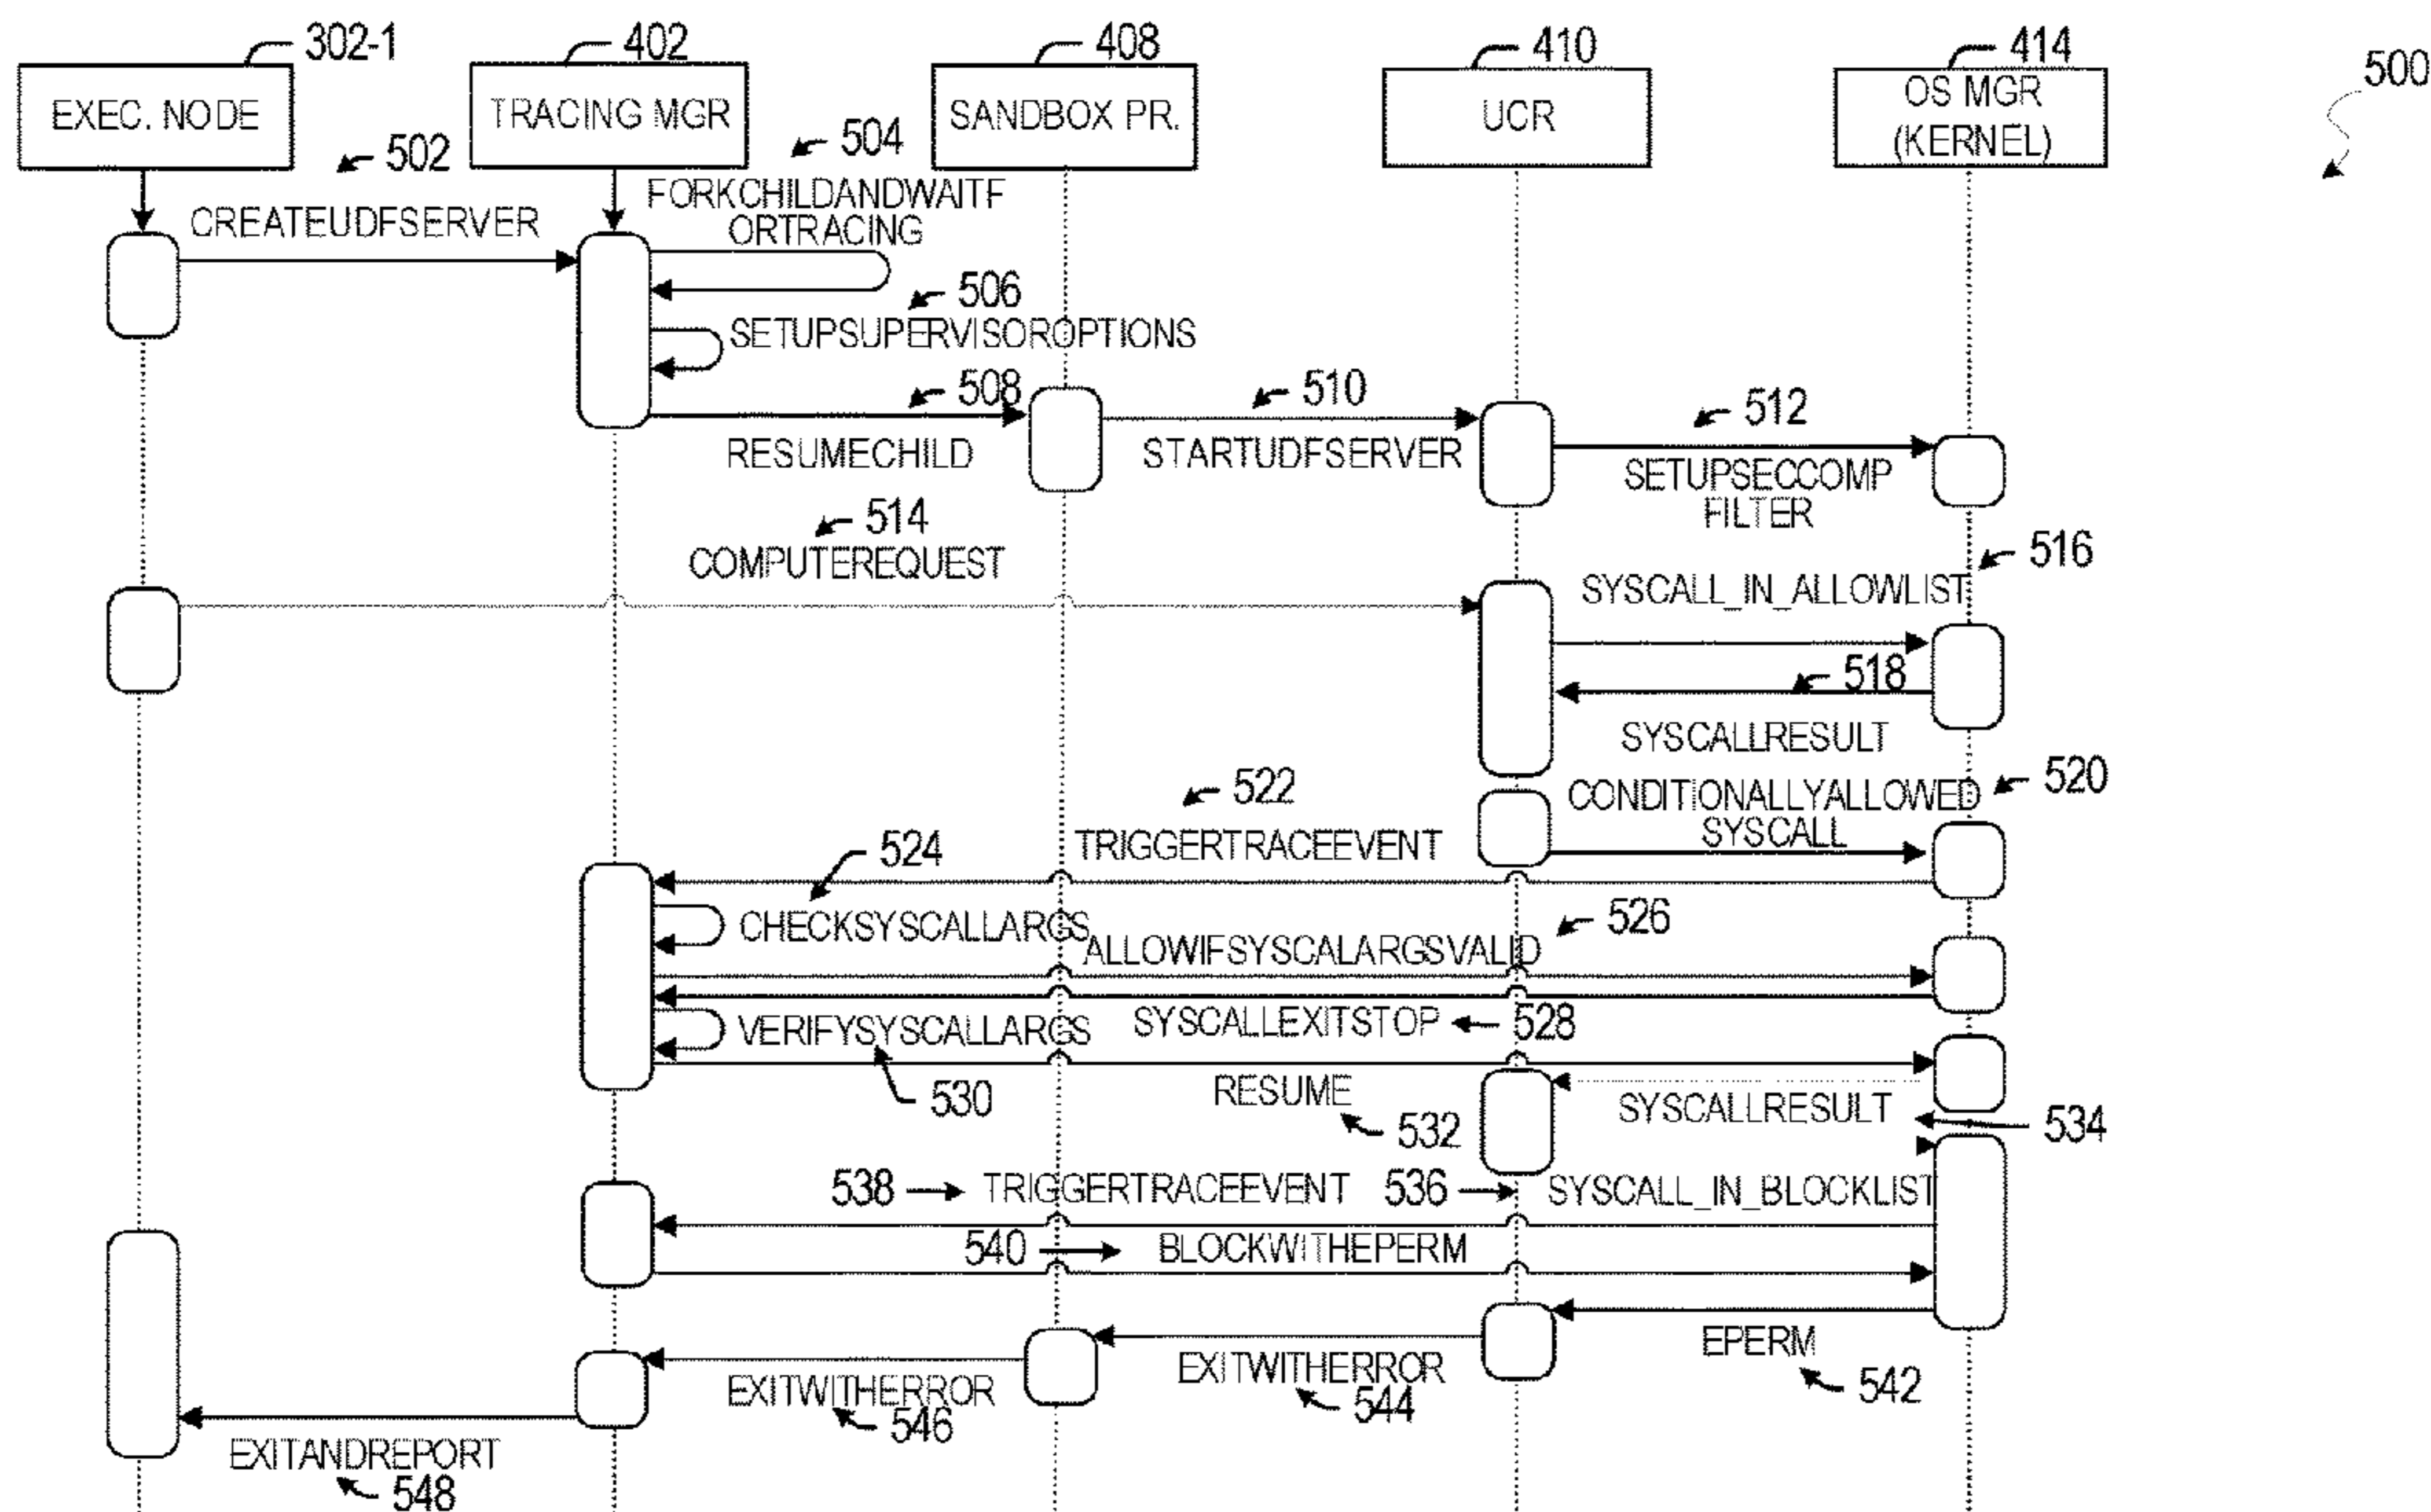 302-1
402
408
410
414
500
EXEC. NODE
TRACING MGR
SANDBOX PR.
UCR
OS MGR
(KERNEL)
502
504
CREATEUDFSERVER
FORKCHILDANDWAITF
ORTRACING
506
SETUPSUPERVISOROPTIONS
508
RESUMECHILD
510
STARTUDFSERVER
512
SETUPSECCOMP
FILTER
514
COMPUTEREQUEST
516
SYSCALL_IN_ALLOWLIST
518
SYSCALLRESULT
520
CONDITIONALLYALLOWED
SYSCALL
522
TRIGGERTRACEEVENT
524
CHECKSYSCALLARGS
526
ALLOWIFSYSCALARGSVALID
SYSCALLEXITSTOP
528
VERIFYSYSCALLARGS
530
RESUME
532
SYSCALLRESULT
534
538
TRIGGERTRACEEVENT
536
SYSCALL_IN_BLOCKLIST
540
BLOCKWITHEPERM
EPERM
542
EXITWITHERROR
544
EXITWITHERROR
546
EXITANDREPORT
548